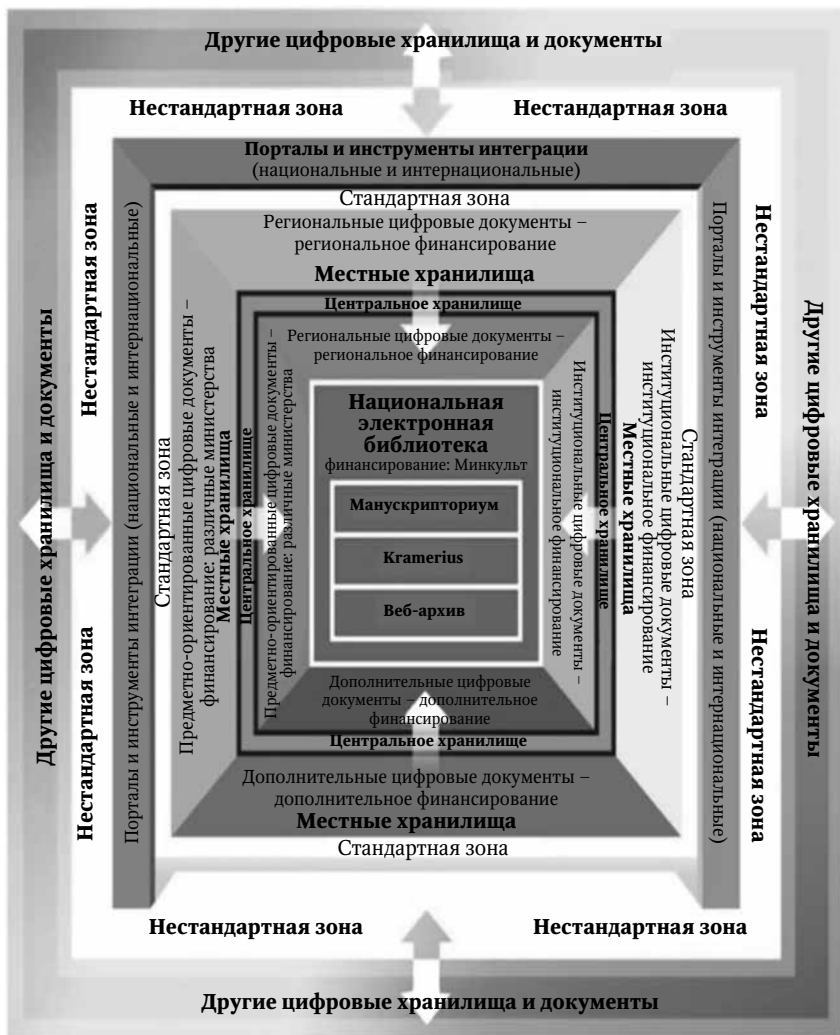 Другие цифровые хранилища и документы
Нестандартная зона
Нестандартная зона
Порталы и инструменты интеграции
(национальные и интернациональные)
Стандартная зона
Региональные цифровые документы –
региональное финансирование
Местные хранилища
Центральное хранилище
Региональные цифровые документы –
региональное финансирование
Другие цифровые хранилища и документы
Нестандартная зона
Нестандартная зона
Порталы и инструменты интеграции (национальные и интернациональные)
Стандартная зона
Предметно-ориентированные цифровые документы –
финансирование: различные министерства
Местные хранилища
Центральное хранилище
Предметно-ориентированные цифровые документы –
финансирование: различные министерства
Национальная
электронная
библиотека
финансирование: Минкульт
Манускрипториум
Kramerius
Веб-архив
Институциональные цифровые документы –
институциональное финансирование
Центральное хранилище
Местные хранилища
Институциональные цифровые документы –
институциональное финансирование
Стандартная зона
Порталы и инструменты интеграции (национальные и интернациональные)
Нестандартная зона
Нестандартная зона
Другие цифровые хранилища и документы
Дополнительные цифровые
документы – дополнительное
финансирование
Центральное хранилище
Дополнительные цифровые документы –
дополнительное финансирование
Местные хранилища
Стандартная зона
Нестандартная зона
Нестандартная зона
Другие цифровые хранилища и документы